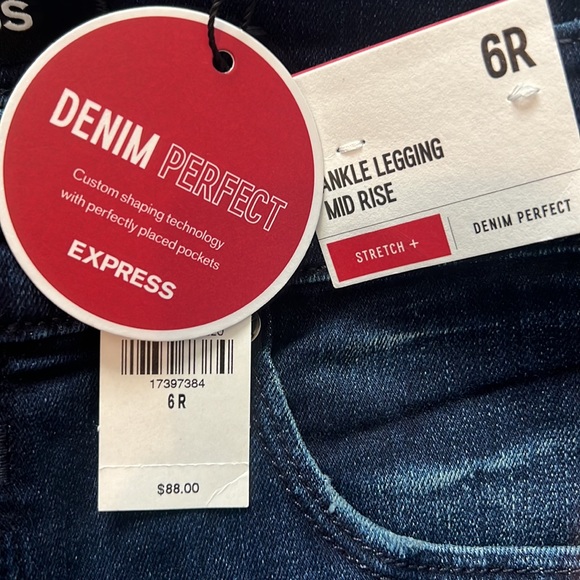 DENIM PERFECT
Custom shaping technology
with perfectly placed pockets
EXPRESS
6R
ANKLE LEGGING
MID RISE
STRETCH +
DENIM PERFECT
17397384
6 R
$88.00